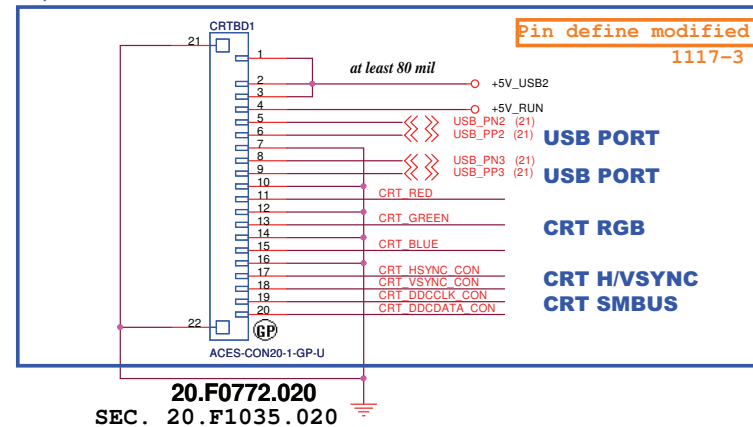 CRTBD1
Pin define modified
1117-3
21
1
at least 80 mil
2
+5V_USB2
3
4
+5V_RUN
5
USB_PN2 (21)
6
USB_PP2 (21)
USB PORT
7
8
USB_PN3 (21)
9
USB_PP3 (21)
USB PORT
10
11
CRT_RED
12
13
CRT_GREEN
CRT RGB
14
15
CRT_BLUE
16
17
CRT_HSYNC_CON
CRT H/VSYNC
18
CRT_VSYNC_CON
19
CRT_DDCCLK_CON
CRT SMBUS
20
CRT_DDCDATA_CON
22
GP
ACES-CON20-1-GP-U
20.F0772.020
SEC. 20.F1035.020